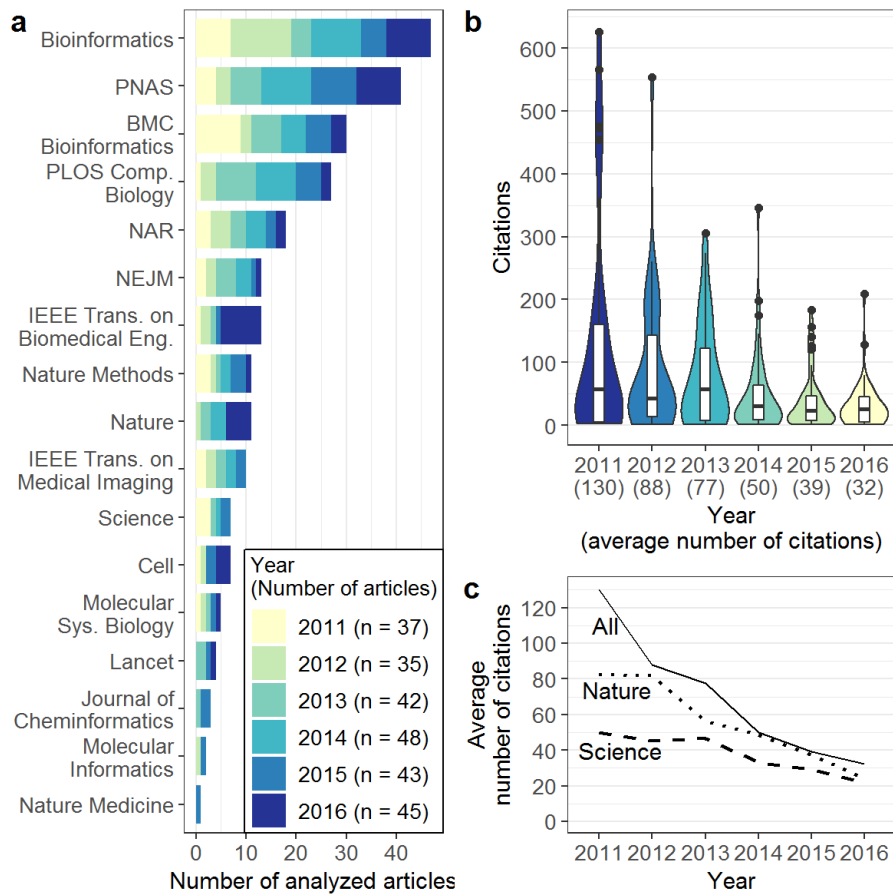 a
Bioinformatics
PNAS
BMC
Bioinformatics
PLOS Comp.
Biology
NAR
NEJM
IEEE Trans. on
Biomedical Eng.
Nature Methods
Nature
IEEE Trans. on
Medical Imaging
Science
Cell
Molecular
Sys. Biology
Lancet
Journal of
Cheminformatics
Molecular
Informatics
Nature Medicine
0 10 20 30 40
Number of analyzed articles
Year
(Number of articles)
2011 (n = 37)
2012 (n = 35)
2013 (n = 42)
2014 (n = 48)
2015 (n = 43)
2016 (n = 45)
b
Citations
600
500
400
300
200
100
0
2011 2012 2013 2014 2015 2016
(130) (88) (77) (50) (39) (32)
Year
(average number of citations)
c
Average
number of citations
120
100
80
60
40
20
0
All
Nature
Science
2011 2012 2013 2014 2015 2016
Year